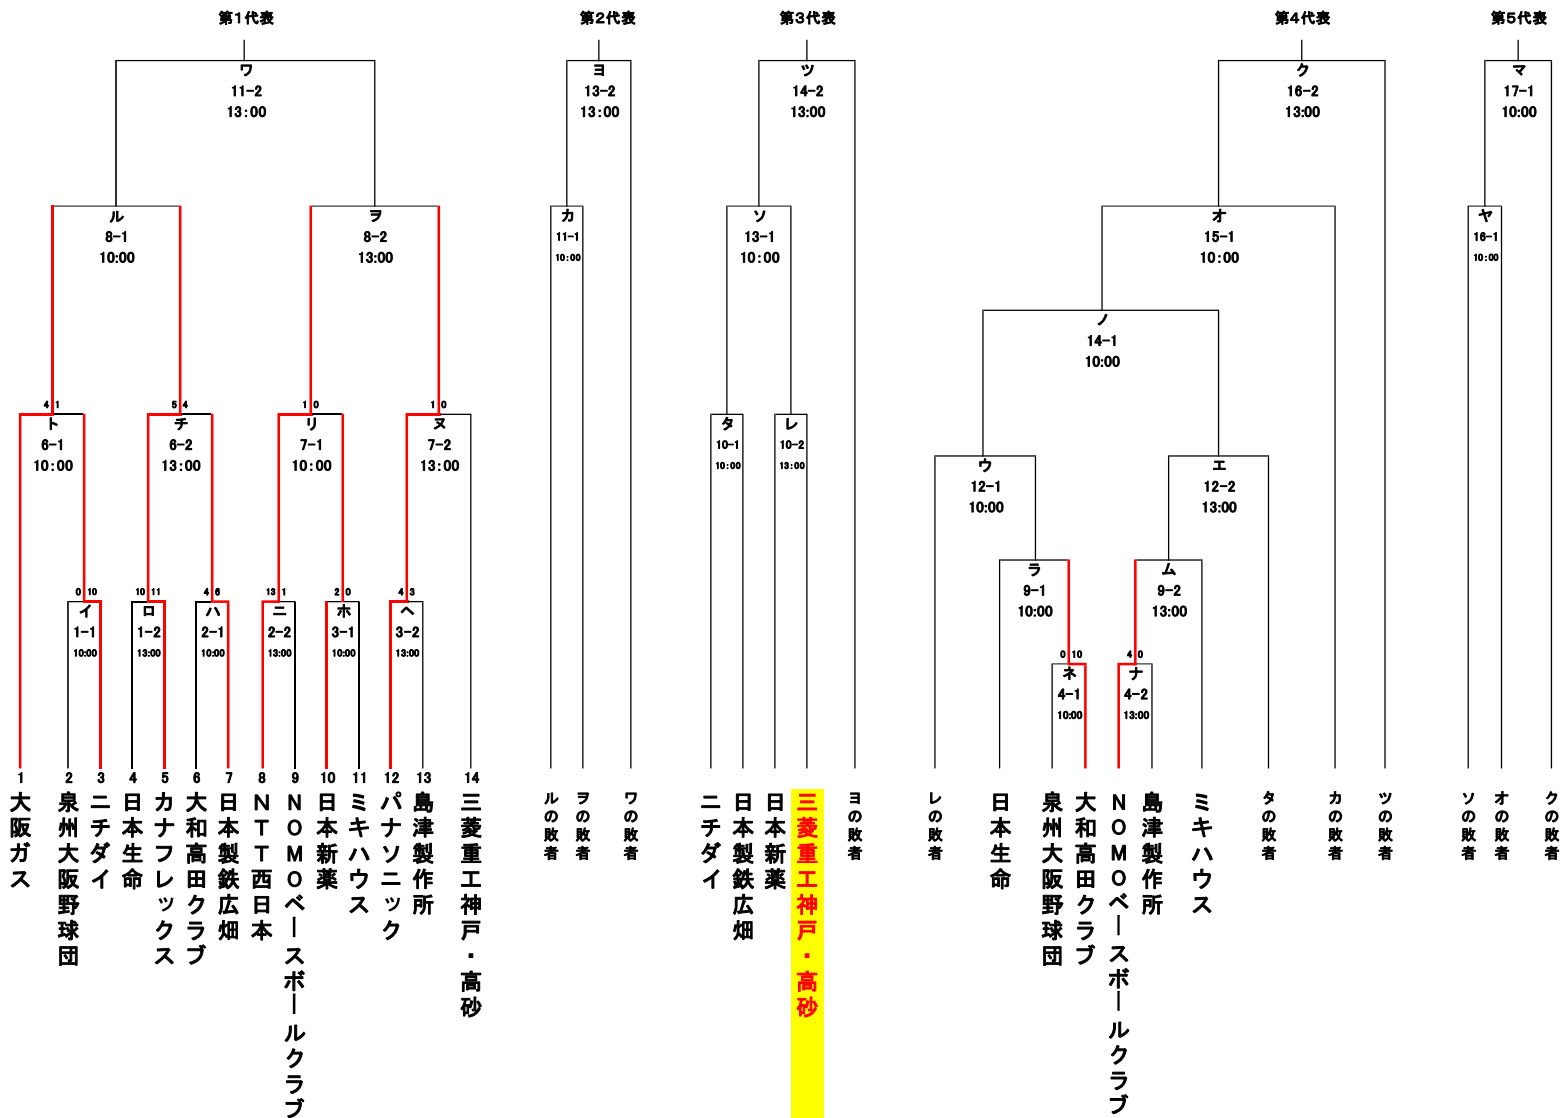 第1代表
第2代表
第3代表
第4代表
第5代表
ワ
11-2
13:00
ヨ
13-2
13:00
ツ
14-2
13:00
ク
16-2
13:00
マ
17-1
10:00
ル
8-1
10:00
ヲ
8-2
13:00
カ
11-1
10:00
ソ
13-1
10:00
オ
15-1
10:00
ヤ
16-1
10:00
ノ
14-1
10:00
4 1
ト
6-1
10:00
5 4
チ
6-2
13:00
1 0
リ
7-1
10:00
1 0
ヌ
7-2
13:00
タ
10-1
10:00
レ
10-2
13:00
ウ
12-1
10:00
エ
12-2
13:00
0 10
イ
1-1
10:00
10 11
ロ
1-2
13:00
4 6
ハ
2-1
10:00
13 1
ニ
2-2
13:00
2 0
ホ
3-1
10:00
4 3
ヘ
3-2
13:00
ラ
9-1
10:00
ム
9-2
13:00
0 10
ネ
4-1
10:00
4 0
ナ
4-2
13:00
1
大阪ガス
2
泉州大阪野球団
3
ニチダイ
4
日本生命
5
カナフレックス
6
大和高田クラブ
7
日本製鉄広畑
8
NTT西日本
9
NOMOベースボールクラブ
10
日本新薬
11
ミキハウス
12
パナソニック
13
島津製作所
14
三菱重工神戸・高砂
ルの敗者
ヲの敗者
ワの敗者
ニチダイ
日本製鉄広畑
日本新薬
三菱重工神戸・高砂
ヨの敗者
レの敗者
日本生命
泉州大阪野球団
大和高田クラブ
NOMOベースボールクラブ
島津製作所
ミキハウス
タの敗者
カの敗者
ツの敗者
ソの敗者
オの敗者
クの敗者